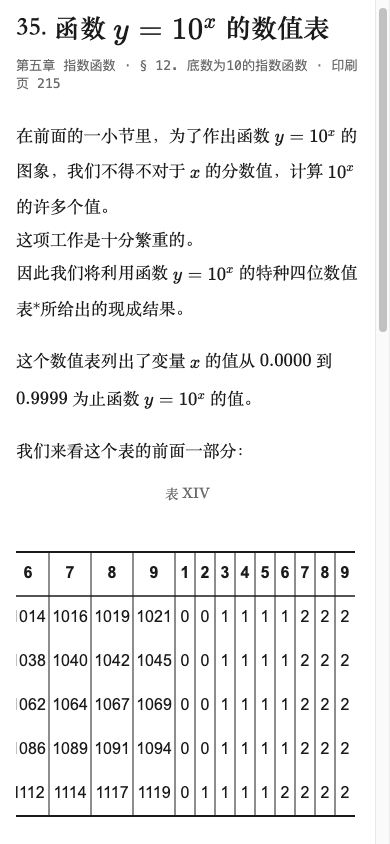 35. 函数 y = 10^x 的数值表
第五章 指数函数 · § 12. 底数为10的指数函数 · 印刷
页 215
在前面的一小节里，为了作出函数 y = 10^x 的
图象，我们不得不对于 x 的分数值，计算 10^x
的许多个值。
这项工作是十分繁重的。
因此我们将利用函数 y = 10^x 的特种四位数值
表*所给出的现成结果。
这个数值表列出了变量 x 的值从 0.0000 到
0.9999 为止函数 y = 10^x 的值。
我们来看这个表的前面一部分：
表 XIV
6 7 8 9 1 2 3 4 5 6 7 8 9
1014 1016 1019 1021 0 0 1 1 1 1 2 2 2
1038 1040 1042 1045 0 0 1 1 1 1 2 2 2
1062 1064 1067 1069 0 0 1 1 1 1 2 2 2
1086 1089 1091 1094 0 0 1 1 1 1 2 2 2
1112 1114 1117 1119 0 1 1 1 1 2 2 2 2